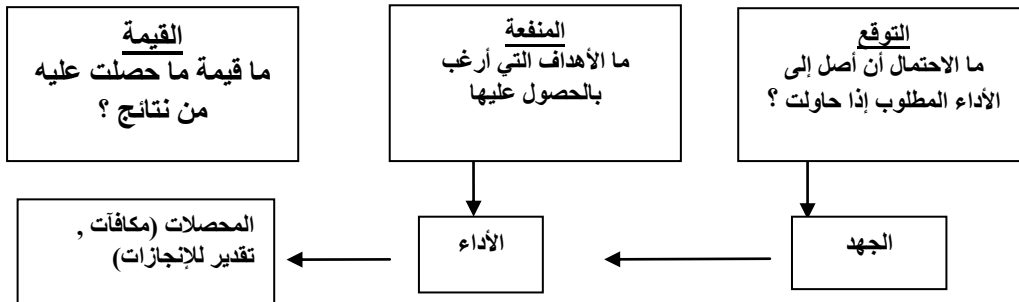 التوقع
ما الاحتمال أن أصل إلى
الأداء المطلوب إذا حاولت ؟
المنفعة
ما الأهداف التي أرغب
بالحصول عليها
القيمة
ما قيمة ما حصلت عليه
من نتائج ؟
الجهد
الأداء
المحصلات (مكافآت ,
تقدير للإنجازات)